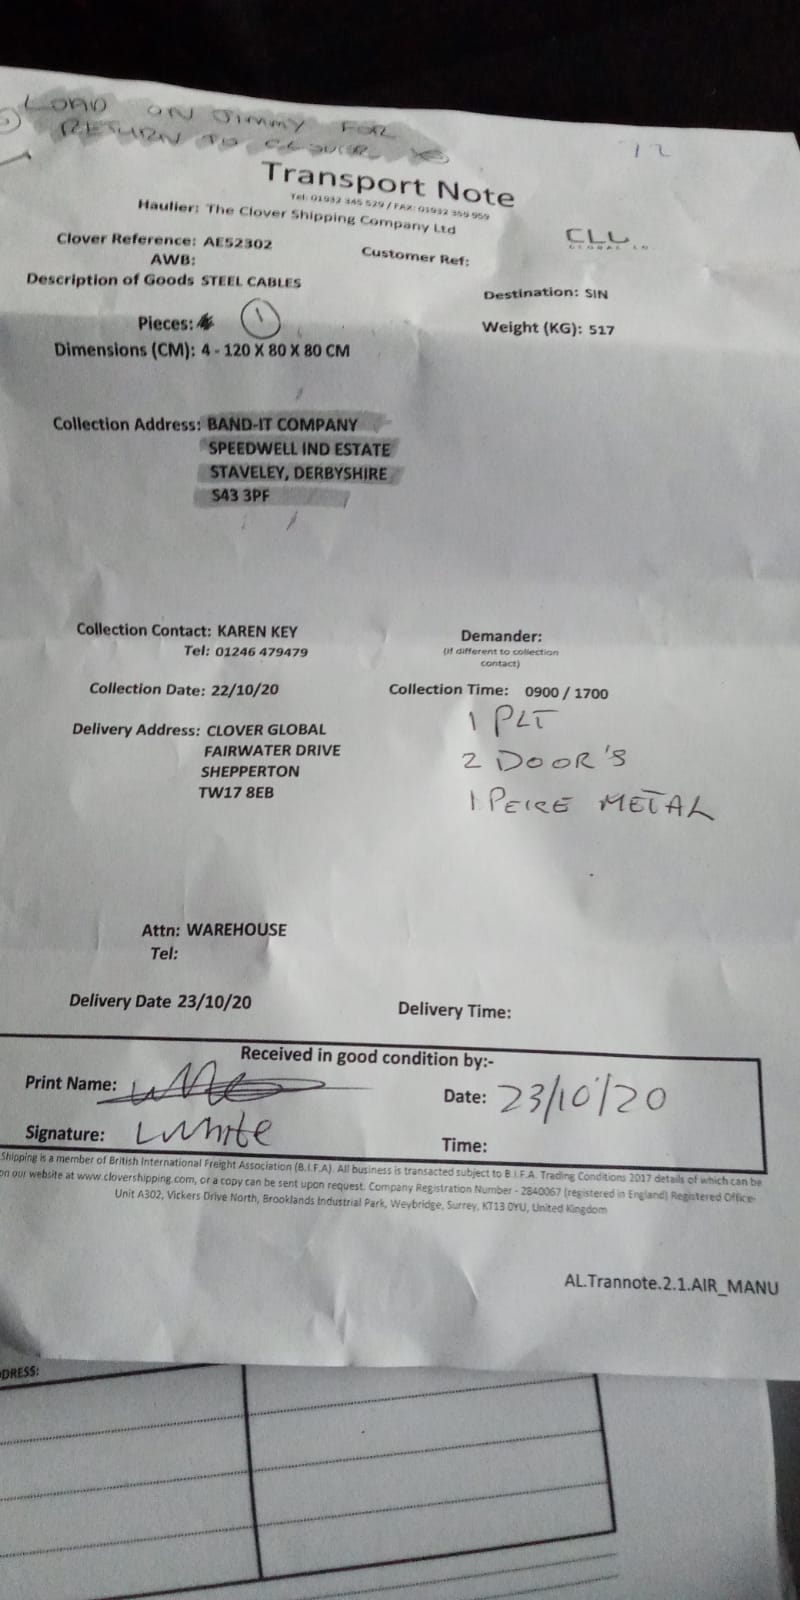 LOAD ON JIMMY FOR
RETURN TO CLOVER
12
Transport Note
Tel: 01932 345 529 / FAX: 01932 359 959
Haulier: The Clover Shipping Company Ltd
Clover Reference: AE52302 Customer Ref:
AWB:
Description of Goods STEEL CABLES Destination: SIN
Pieces: 1 Weight (KG): 517
Dimensions (CM): 4 - 120 X 80 X 80 CM
Collection Address: BAND-IT COMPANY
SPEEDWELL IND ESTATE
STAVELEY, DERBYSHIRE
S43 3PF
Collection Contact: KAREN KEY Demander:
Tel: 01246 479479 (if different to collection
contact)
Collection Date: 22/10/20 Collection Time: 0900 / 1700
1 PLT
Delivery Address: CLOVER GLOBAL
FAIRWATER DRIVE 2 DOOR'S
SHEPPERTON
TW17 8EB 1 PEICE METAL
Attn: WAREHOUSE
Tel:
Delivery Date 23/10/20 Delivery Time:
Received in good condition by:-
Print Name: Date: 23/10/20
Signature: LWhite Time:
Shipping is a member of British International Freight Association (B.I.F.A). All business is transacted subject to B.I.F.A. Trading Conditions 2017 details of which can be
on our website at www.clovershipping.com, or a copy can be sent upon request. Company Registration Number - 2840067 (registered in England) Registered Office-
Unit A302, Vickers Drive North, Brooklands Industrial Park, Weybridge, Surrey, KT13 0YU, United Kingdom
AL.Trannote.2.1.AIR_MANU
DRESS: